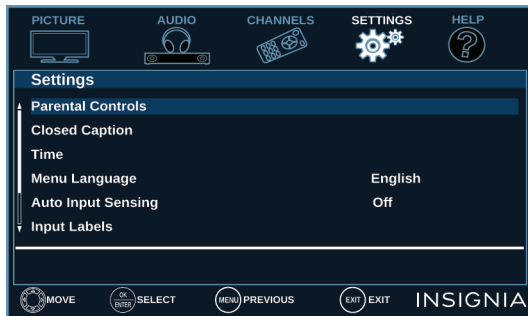 PICTURE AUDIO CHANNELS SETTINGS HELP
Settings
Parental Controls
Closed Caption
Time
Menu Language English
Auto Input Sensing Off
Input Labels
MOVE OK ENTER SELECT MENU PREVIOUS EXIT EXIT INSIGNIA